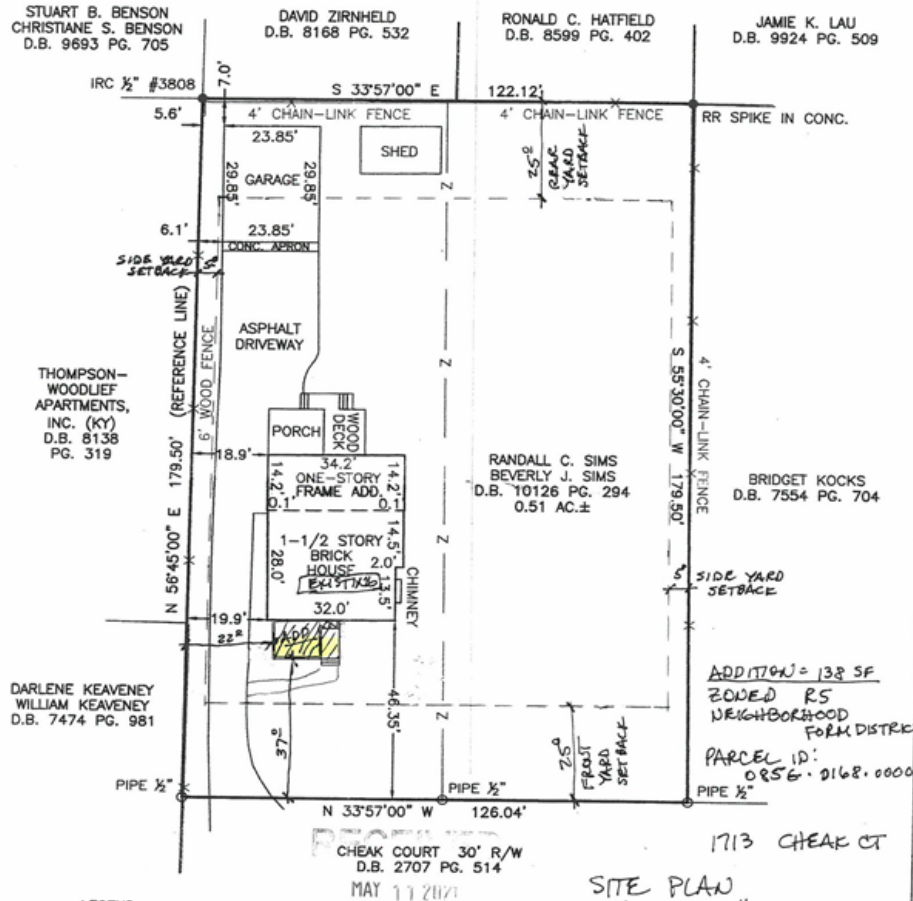 STUART B. BENSON
CHRISTIANE S. BENSON
D.B. 9693 PG. 705
DAVID ZIRNHELD
D.B. 8168 PG. 532
RONALD C. HATFIELD
D.B. 8599 PG. 402
JAMIE K. LAU
D.B. 9924 PG. 509
IRC ½" #3808
7.0'
S 33°57'00" E
122.12'
RR SPIKE IN CONC.
5.6'
4' CHAIN-LINK FENCE
4' CHAIN-LINK FENCE
23.85'
SHED
GARAGE
29.85'
29.85'
25°
REAR
YARD
SETBACK
Z
6.1'
23.85'
CONC. APRON
SIDE YARD
SETBACK
5°
ASPHALT
DRIVEWAY
Z
N 56°45'00" E 179.50' (REFERENCE LINE)
6' WOOD FENCE
S 55°30'00" W 179.50'
4' CHAIN-LINK FENCE
THOMPSON-
WOODLIEF
APARTMENTS,
INC. (KY)
D.B. 8138
PG. 319
PORCH
WOOD
DECK
18.9'
34.2'
14.2'
14.2'
ONE-STORY
FRAME ADD.
0.1'
0.1'
RANDALL C. SIMS
BEVERLY J. SIMS
D.B. 10126 PG. 294
0.51 AC.±
BRIDGET KOCKS
D.B. 7554 PG. 704
1-1/2 STORY
BRICK
HOUSE
EXISTING
28.0'
14.5'
2.0'
13.5'
CHIMNEY
Z
5'
SIDE YARD
SETBACK
19.9'
32.0'
22°
ADD
46.35'
37°
DARLENE KEAVENEY
WILLIAM KEAVENEY
D.B. 7474 PG. 981
Z
25°
FRONT
YARD
SETBACK
ADDITION = 138 SF
ZONED R5
NEIGHBORHOOD
FORM DISTRIC
PARCEL ID:
085G.0168.0000
PIPE ½"
PIPE ½"
PIPE ½"
N 33°57'00" W
126.04'
RECEIVED
CHEAK COURT 30' R/W
D.B. 2707 PG. 514
MAY 11 2021
1713 CHEAK CT
SITE PLAN